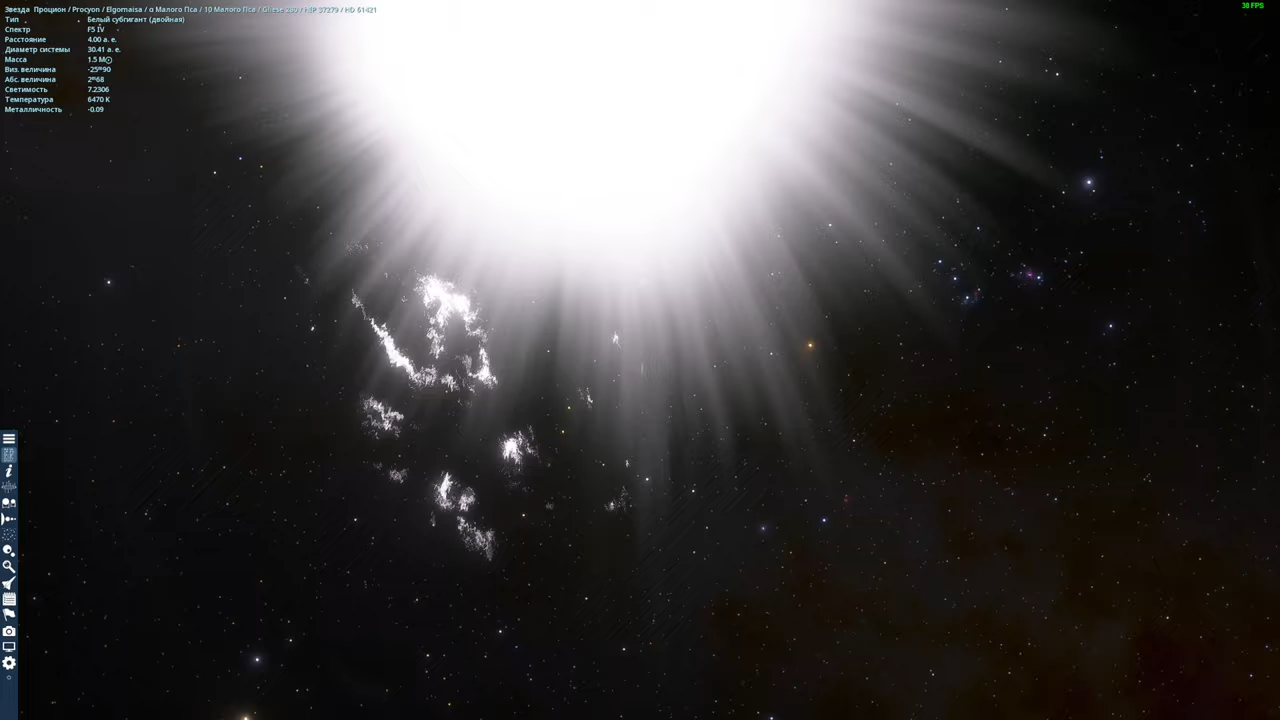 Звезда Процион / Procyon / Elgomaisa / α Малого Пса / 10 Малого Пса / Gliese 280 / HIP 37279 / HD 61421
Тип Белый субгигант (двойная)
Спектр F5 IV
Расстояние 4.00 а. е.
Диаметр системы 30.41 а. е.
Масса 1.5 M☉
Виз. величина -25ᵐ90
Абс. величина 2ᵐ68
Светимость 7.2306
Температура 6470 K
Металличность -0.09
38 FPS